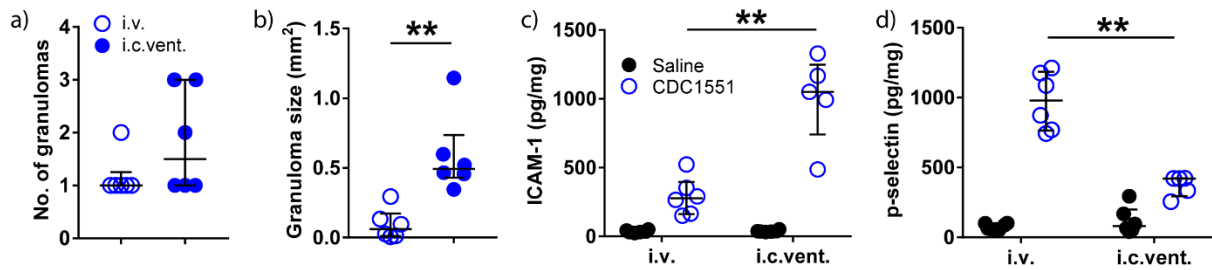 a)
i.v.
i.c.vent.
No. of granulomas
4
3
2
1
0
b)
**
Granuloma size (mm²)
1.5
1.0
0.5
0.0
c)
**
Saline
CDC1551
ICAM-1 (pg/mg)
1500
1000
500
0
i.v.
i.c.vent.
d)
**
p-selectin (pg/mg)
1500
1000
500
0
i.v.
i.c.vent.